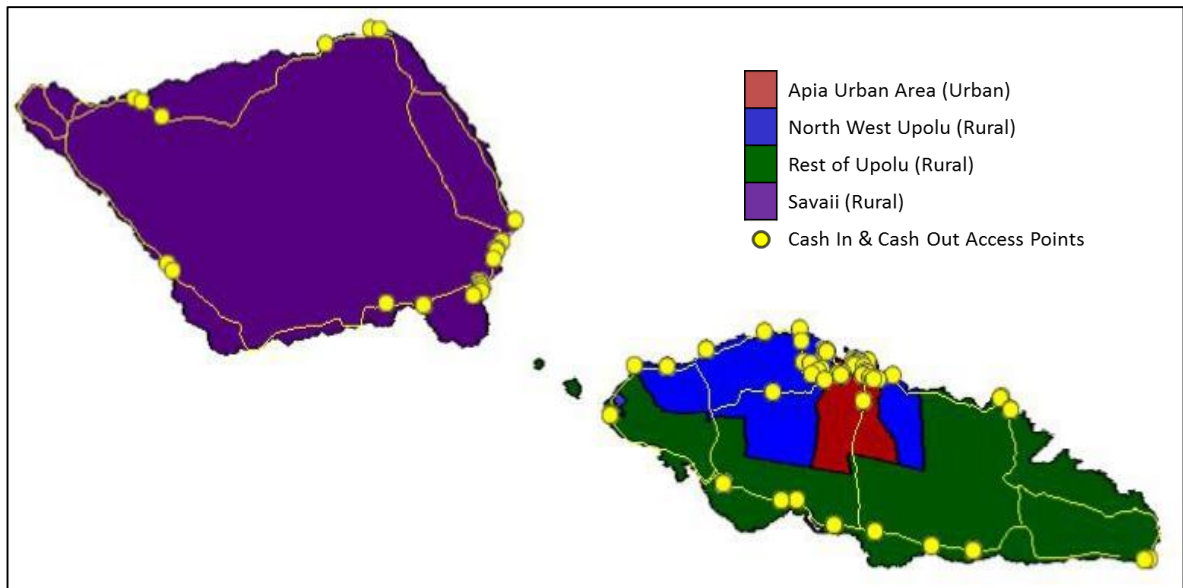 Apia Urban Area (Urban)
North West Upolu (Rural)
Rest of Upolu (Rural)
Savaii (Rural)
Cash In & Cash Out Access Points